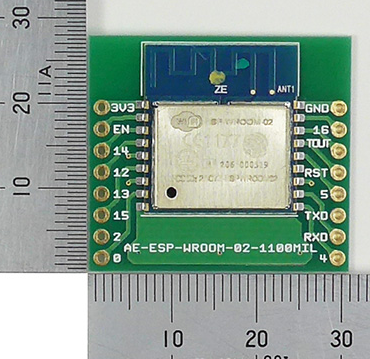 30
20
10
A
ZE
ANT1
3V3
EN
14
12
13
15
2
0
GND
16
TOUT
RST
5
TXD
RXD
4
AE-ESP-WROOM-02-1100MIL
10
20
30